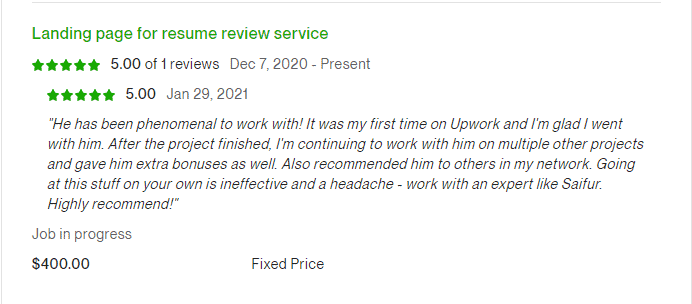 Landing page for resume review service
5.00 of 1 reviews Dec 7, 2020 - Present
5.00 Jan 29, 2021
"He has been phenomenal to work with! It was my first time on Upwork and I'm glad I went
with him. After the project finished, I'm continuing to work with him on multiple other projects
and gave him extra bonuses as well. Also recommended him to others in my network. Going
at this stuff on your own is ineffective and a headache - work with an expert like Saifur.
Highly recommend!"
Job in progress
$400.00 Fixed Price